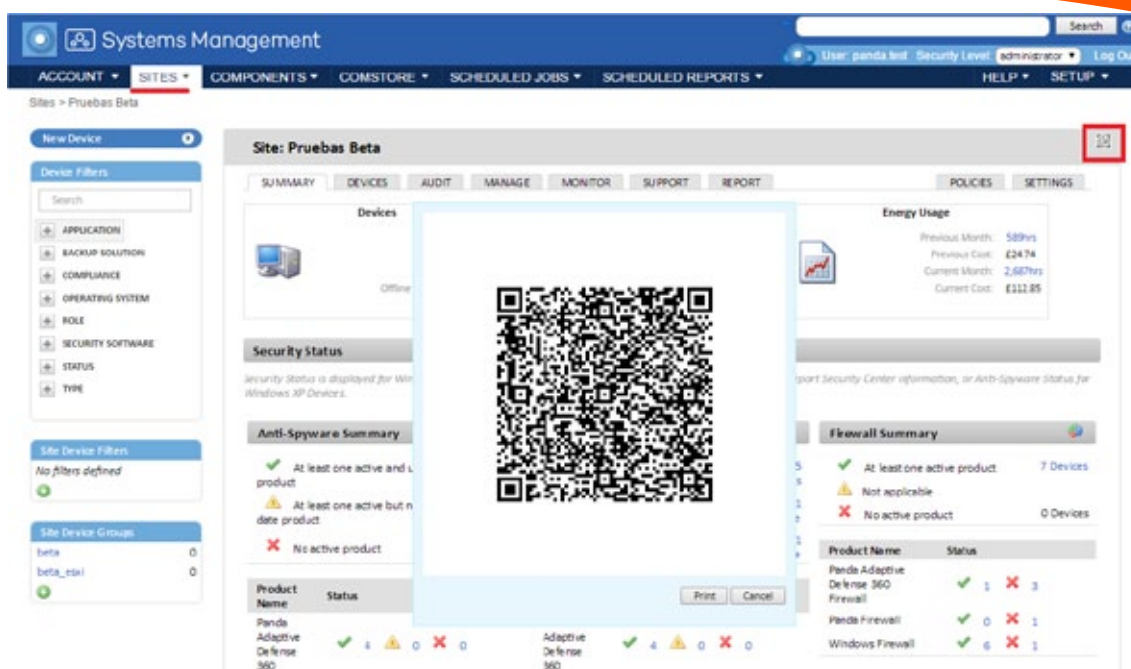 Systems Management
Search
User: panda.test Security Level: administrator Log Ou
ACCOUNT SITES COMPONENTS COMSTORE SCHEDULED JOBS SCHEDULED REPORTS HELP SETUP
Sites > Pruebas Beta
New Device
Site: Pruebas Beta
Device Filters
Search
APPLICATION
BACKUP SOLUTION
COMPLIANCE
OPERATING SYSTEM
ROLE
SECURITY SOFTWARE
STATUS
TYPE
Site Device Filters
No filters defined
Site Device Groups
beta 0
beta_esxi 0
SUMMARY DEVICES AUDIT MANAGE MONITOR SUPPORT REPORT POLICIES SETTINGS
Devices
Offline
Energy Usage
Previous Month: 589hrs
Previous Cost: £24.74
Current Month: 2,687hrs
Current Cost: £112.85
Security Status
Security Status is displayed for Win
port Security Center information, or Anti-Spyware Status for
Windows XP Devices.
Anti-Spyware Summary
At least one active and u
product
At least one active but n
date product
No active product
Product Name Status
Panda Adaptive Defense 360 4 0 0
Adaptive Defense 360 4 0 0
Print Cancel
Firewall Summary
At least one active product 7 Devices
Not applicable
No active product 0 Devices
Product Name Status
Panda Adaptive
Defense 360 1 3
Firewall
Panda Firewall 0 1
Windows Firewall 6 1